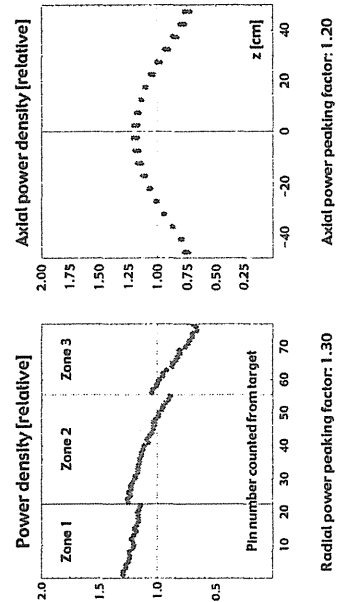 Power density [relative]
2.0
1.5
1.0
0.5
Zone 1
Zone 2
Zone 3
Pin number counted from target
10 20 30 40 50 60 70
Radial power peaking factor: 1.30
Axial power density [relative]
2.00
1.75
1.50
1.25
1.00
0.75
0.50
0.25
z [cm]
-40 -20 0 20 40
Axial power peaking factor: 1.20